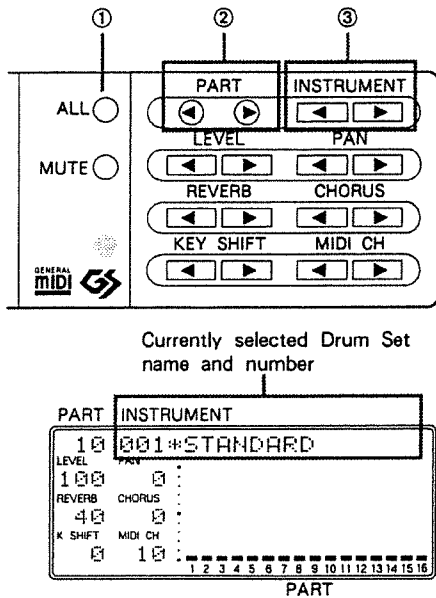 ① ② ③
PART INSTRUMENT
ALL
LEVEL PAN
MUTE
REVERB CHORUS
KEY SHIFT MIDI CH
GENERAL
MIDI GS
Currently selected Drum Set
name and number
PART INSTRUMENT
10 001*STANDARD
LEVEL PAN
100 0
REVERB CHORUS
40 0
K SHIFT MIDI CH
0 10
1 2 3 4 5 6 7 8 9 10 11 12 13 14 15 16
PART